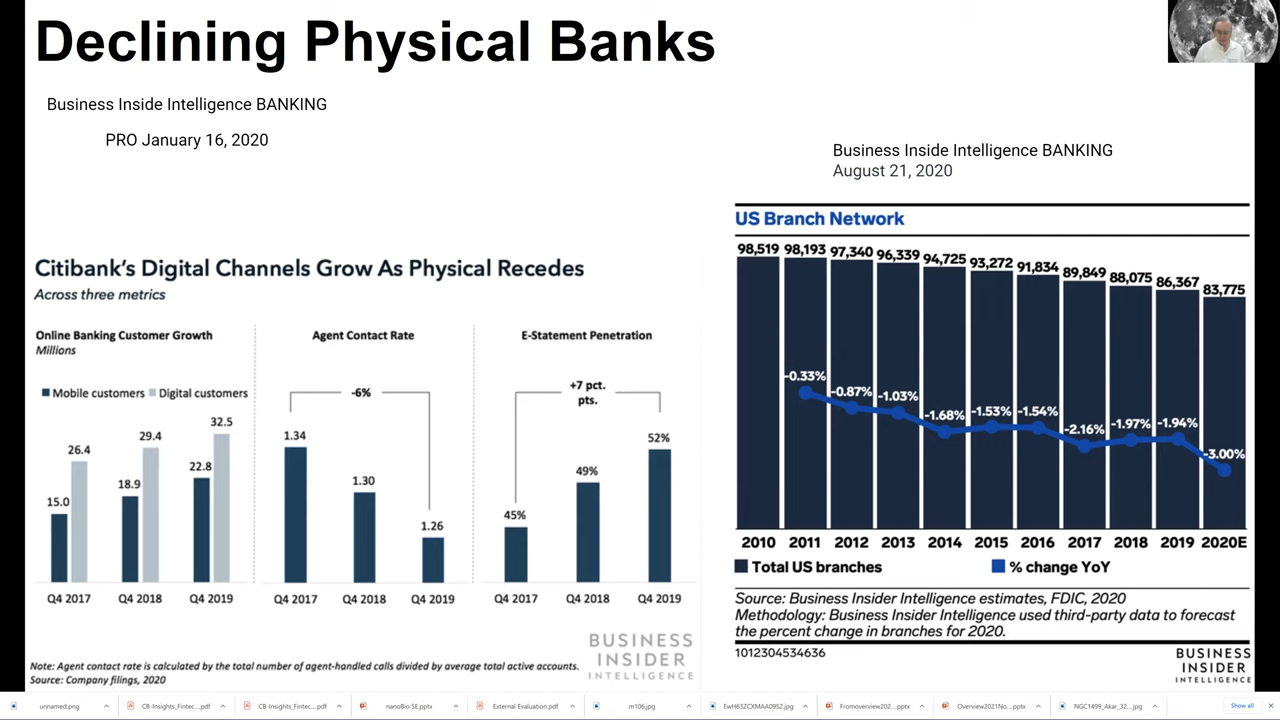 Declining Physical Banks
Business Inside Intelligence BANKING
PRO January 16, 2020
Business Inside Intelligence BANKING
August 21, 2020
Citibank's Digital Channels Grow As Physical Recedes
Across three metrics
Online Banking Customer Growth
Millions
Mobile customers Digital customers
15.0 26.4 18.9 29.4 22.8 32.5
Q4 2017 Q4 2018 Q4 2019
Agent Contact Rate
-6%
1.34 1.30 1.26
Q4 2017 Q4 2018 Q4 2019
E-Statement Penetration
+7 pct.
pts.
45% 49% 52%
Q4 2017 Q4 2018 Q4 2019
BUSINESS
INSIDER
INTELLIGENCE
Note: Agent contact rate is calculated by the total number of agent-handled calls divided by average total active accounts.
Source: Company filings, 2020
US Branch Network
98,519 98,193 97,340 96,339 94,725 93,272 91,834 89,849 88,075 86,367 83,775
-0.33% -0.87% -1.03% -1.68% -1.53% -1.54% -2.16% -1.97% -1.94% -3.00%
2010 2011 2012 2013 2014 2015 2016 2017 2018 2019 2020E
Total US branches % change YoY
Source: Business Insider Intelligence estimates, FDIC, 2020
Methodology: Business Insider Intelligence used third-party data to forecast
the percent change in branches for 2020.
1012304534636
BUSINESS
INSIDER
INTELLIGENCE
unnamed.png CB-Insights_Fintec....pdf CB-Insights_Fintec....pdf nanoBio SE.pptx External Evaluation.pdf m106.jpg EwH63ZCXMAA09S2.jpg Fromoverview202....pptx Overview2021No....pptx NGC1499_Akar_32....jpg Show all